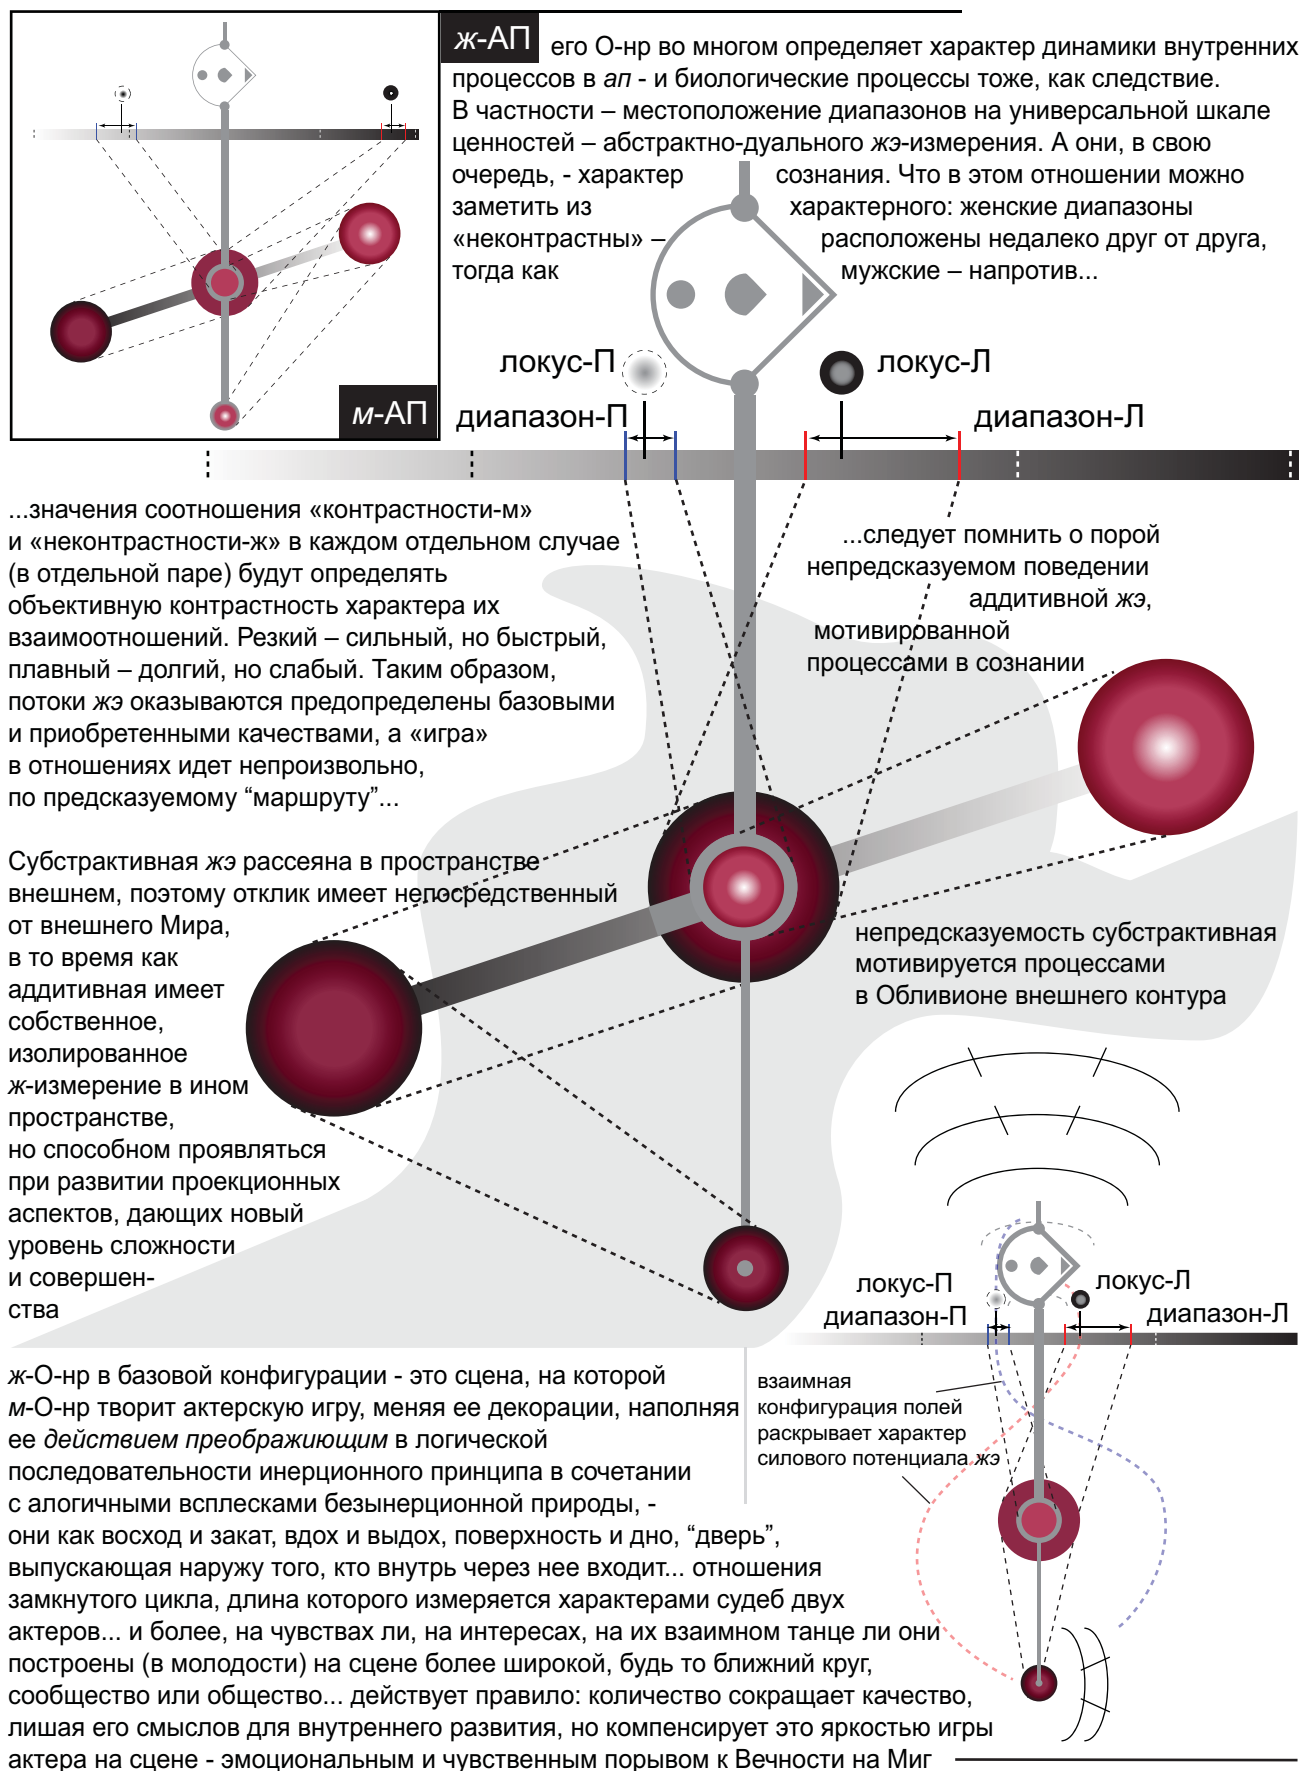 ж-АП его О-нр во многом определяет характер динамики внутренних
процессов в ап - и биологические процессы тоже, как следствие.
В частности – местоположение диапазонов на универсальной шкале
ценностей – абстрактно-дуального жэ-измерения. А они, в свою
очередь, - характер сознания. Что в этом отношении можно
заметить из характерного: женские диапазоны
«неконтрастны» – расположены недалеко друг от друга,
тогда как мужские – напротив...
м-АП
локус-П локус-Л
диапазон-П диапазон-Л
...значения соотношения «контрастности-м»
и «неконтрастности-ж» в каждом отдельном случае
(в отдельной паре) будут определять
объективную контрастность характера их
взаимоотношений. Резкий – сильный, но быстрый,
плавный – долгий, но слабый. Таким образом,
потоки жэ оказываются предопределены базовыми
и приобретенными качествами, а «игра»
в отношениях идет непроизвольно,
по предсказуемому “маршруту”...
...следует помнить о порой
непредсказуемом поведении
аддитивной жэ,
мотивированной
процессами в сознании
Субстрактивная жэ рассеяна в пространстве
внешнем, поэтому отклик имеет непосредственный
от внешнего Мира,
в то время как
аддитивная имеет
собственное,
изолированное
ж-измерение в ином
пространстве,
но способном проявляться
при развитии проекционных
аспектов, дающих новый
уровень сложности
и совершен-
ства
непредсказуемость субстрактивная
мотивируется процессами
в Обливионе внешнего контура
локус-П локус-Л
диапазон-П диапазон-Л
взаимная
конфигурация полей
раскрывает характер
силового потенциала жэ
ж-О-нр в базовой конфигурации - это сцена, на которой
м-О-нр творит актерскую игру, меняя ее декорации, наполняя
ее действием преображиющим в логической
последовательности инерционного принципа в сочетании
с алогичными всплесками безынерционной природы, -
они как восход и закат, вдох и выдох, поверхность и дно, “дверь”,
выпускающая наружу того, кто внутрь через нее входит... отношения
замкнутого цикла, длина которого измеряется характерами судеб двух
актеров... и более, на чувствах ли, на интересах, на их взаимном танце ли они
построены (в молодости) на сцене более широкой, будь то ближний круг,
сообщество или общество... действует правило: количество сокращает качество,
лишая его смыслов для внутреннего развития, но компенсирует это яркостью игры
актера на сцене - эмоциональным и чувственным порывом к Вечности на Миг